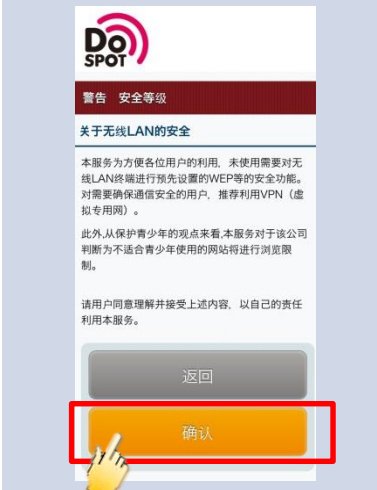 Do
SPOT
警告 安全等级
关于无线LAN的安全
本服务为方便各位用户的利用，未使用需要对无
线LAN终端进行预先设置的WEP等的安全功能。
对需要确保通信安全的用户，推荐利用VPN（虚
拟专用网）。
此外,从保护青少年的观点来看,本服务对于该公司
判断为不适合青少年使用的网站将进行浏览限
制。
请用户同意理解并接受上述内容，以自己的责任
利用本服务。
返回
确认